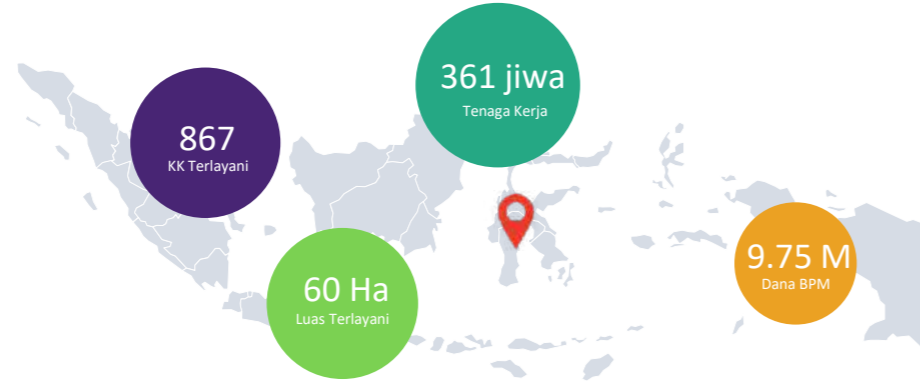 361 jiwa
Tenaga Kerja
867
KK Terlayani
9.75 M
Dana BPM
60 Ha
Luas Terlayani